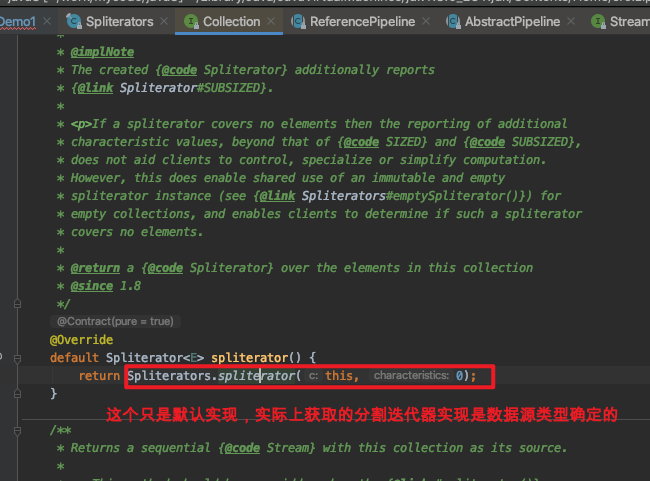 Demo1 Spliterators Collection ReferencePipeline AbstractPipeline Stream
*
* @implNote
* The created {@code Spliterator} additionally reports
* {@link Spliterator#SUBSIZED}.
*
* <p>If a spliterator covers no elements then the reporting of additional
* characteristic values, beyond that of {@code SIZED} and {@code SUBSIZED},
* does not aid clients to control, specialize or simplify computation.
* However, this does enable shared use of an immutable and empty
* spliterator instance (see {@link Spliterators#emptySpliterator()}) for
* empty collections, and enables clients to determine if such a spliterator
* covers no elements.
*
* @return a {@code Spliterator} over the elements in this collection
* @since 1.8
*/
@Contract(pure = true)
@Override
default Spliterator<E> spliterator() {
return Spliterators.spliterator( c: this, characteristics: 0);
}
这个只是默认实现，实际上获取的分割迭代器实现是数据源类型确定的
/**
* Returns a sequential {@code Stream} with this collection as its source.
*